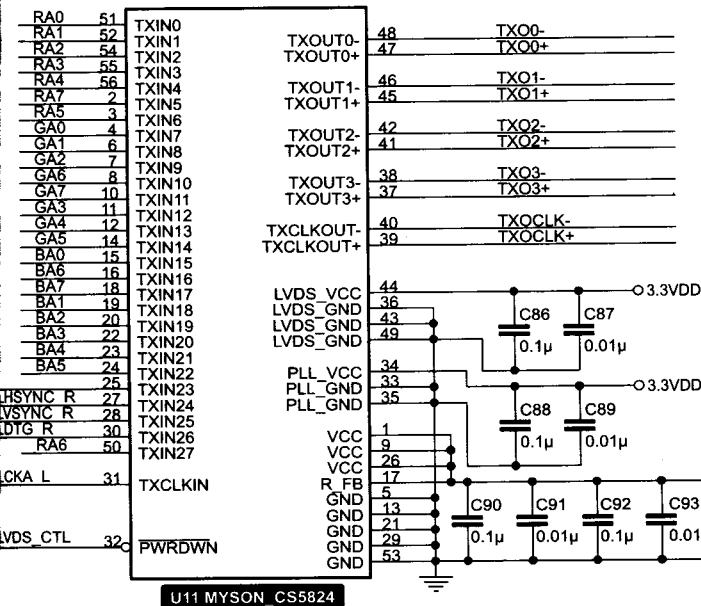 RA0 51 TXIN0
RA1 52 TXIN1
RA2 54 TXIN2
RA3 55 TXIN3
RA4 56 TXIN4
RA7 2 TXIN5
RA5 3 TXIN6
GA0 4 TXIN7
GA1 6 TXIN8
GA2 7 TXIN9
GA6 8 TXIN10
GA7 10 TXIN11
GA3 11 TXIN12
GA4 12 TXIN13
GA5 14 TXIN14
BA0 15 TXIN15
BA6 16 TXIN16
BA7 18 TXIN17
BA1 19 TXIN18
BA2 20 TXIN19
BA3 22 TXIN20
BA4 23 TXIN21
BA5 24 TXIN22
25 TXIN23
HSYNC R 27 TXIN24
VSYNC R 28 TXIN25
DTG R 30 TXIN26
RA6 50 TXIN27
CKA L 31 TXCLKIN
VDS_CTL 32 PWRDWN
TXOUT0- 48 TXO0-
TXOUT0+ 47 TXO0+
TXOUT1- 46 TXO1-
TXOUT1+ 45 TXO1+
TXOUT2- 42 TXO2-
TXOUT2+ 41 TXO2+
TXOUT3- 38 TXO3-
TXOUT3+ 37 TXO3+
TXCLKOUT- 40 TXOCLK-
TXCLKOUT+ 39 TXOCLK+
LVDS_VCC 44 3.3VDD
LVDS_GND 36
LVDS_GND 43
LVDS_GND 49
C86 0.1µ
C87 0.01µ
PLL_VCC 34 3.3VDD
PLL_GND 33
PLL_GND 35
C88 0.1µ
C89 0.01µ
VCC 1
VCC 9
VCC 26
R_FB 17
GND 5
GND 13
GND 21
GND 29
GND 53
C90 0.1µ
C91 0.01µ
C92 0.1µ
C93 0.01
U11 MYSON_CS5824